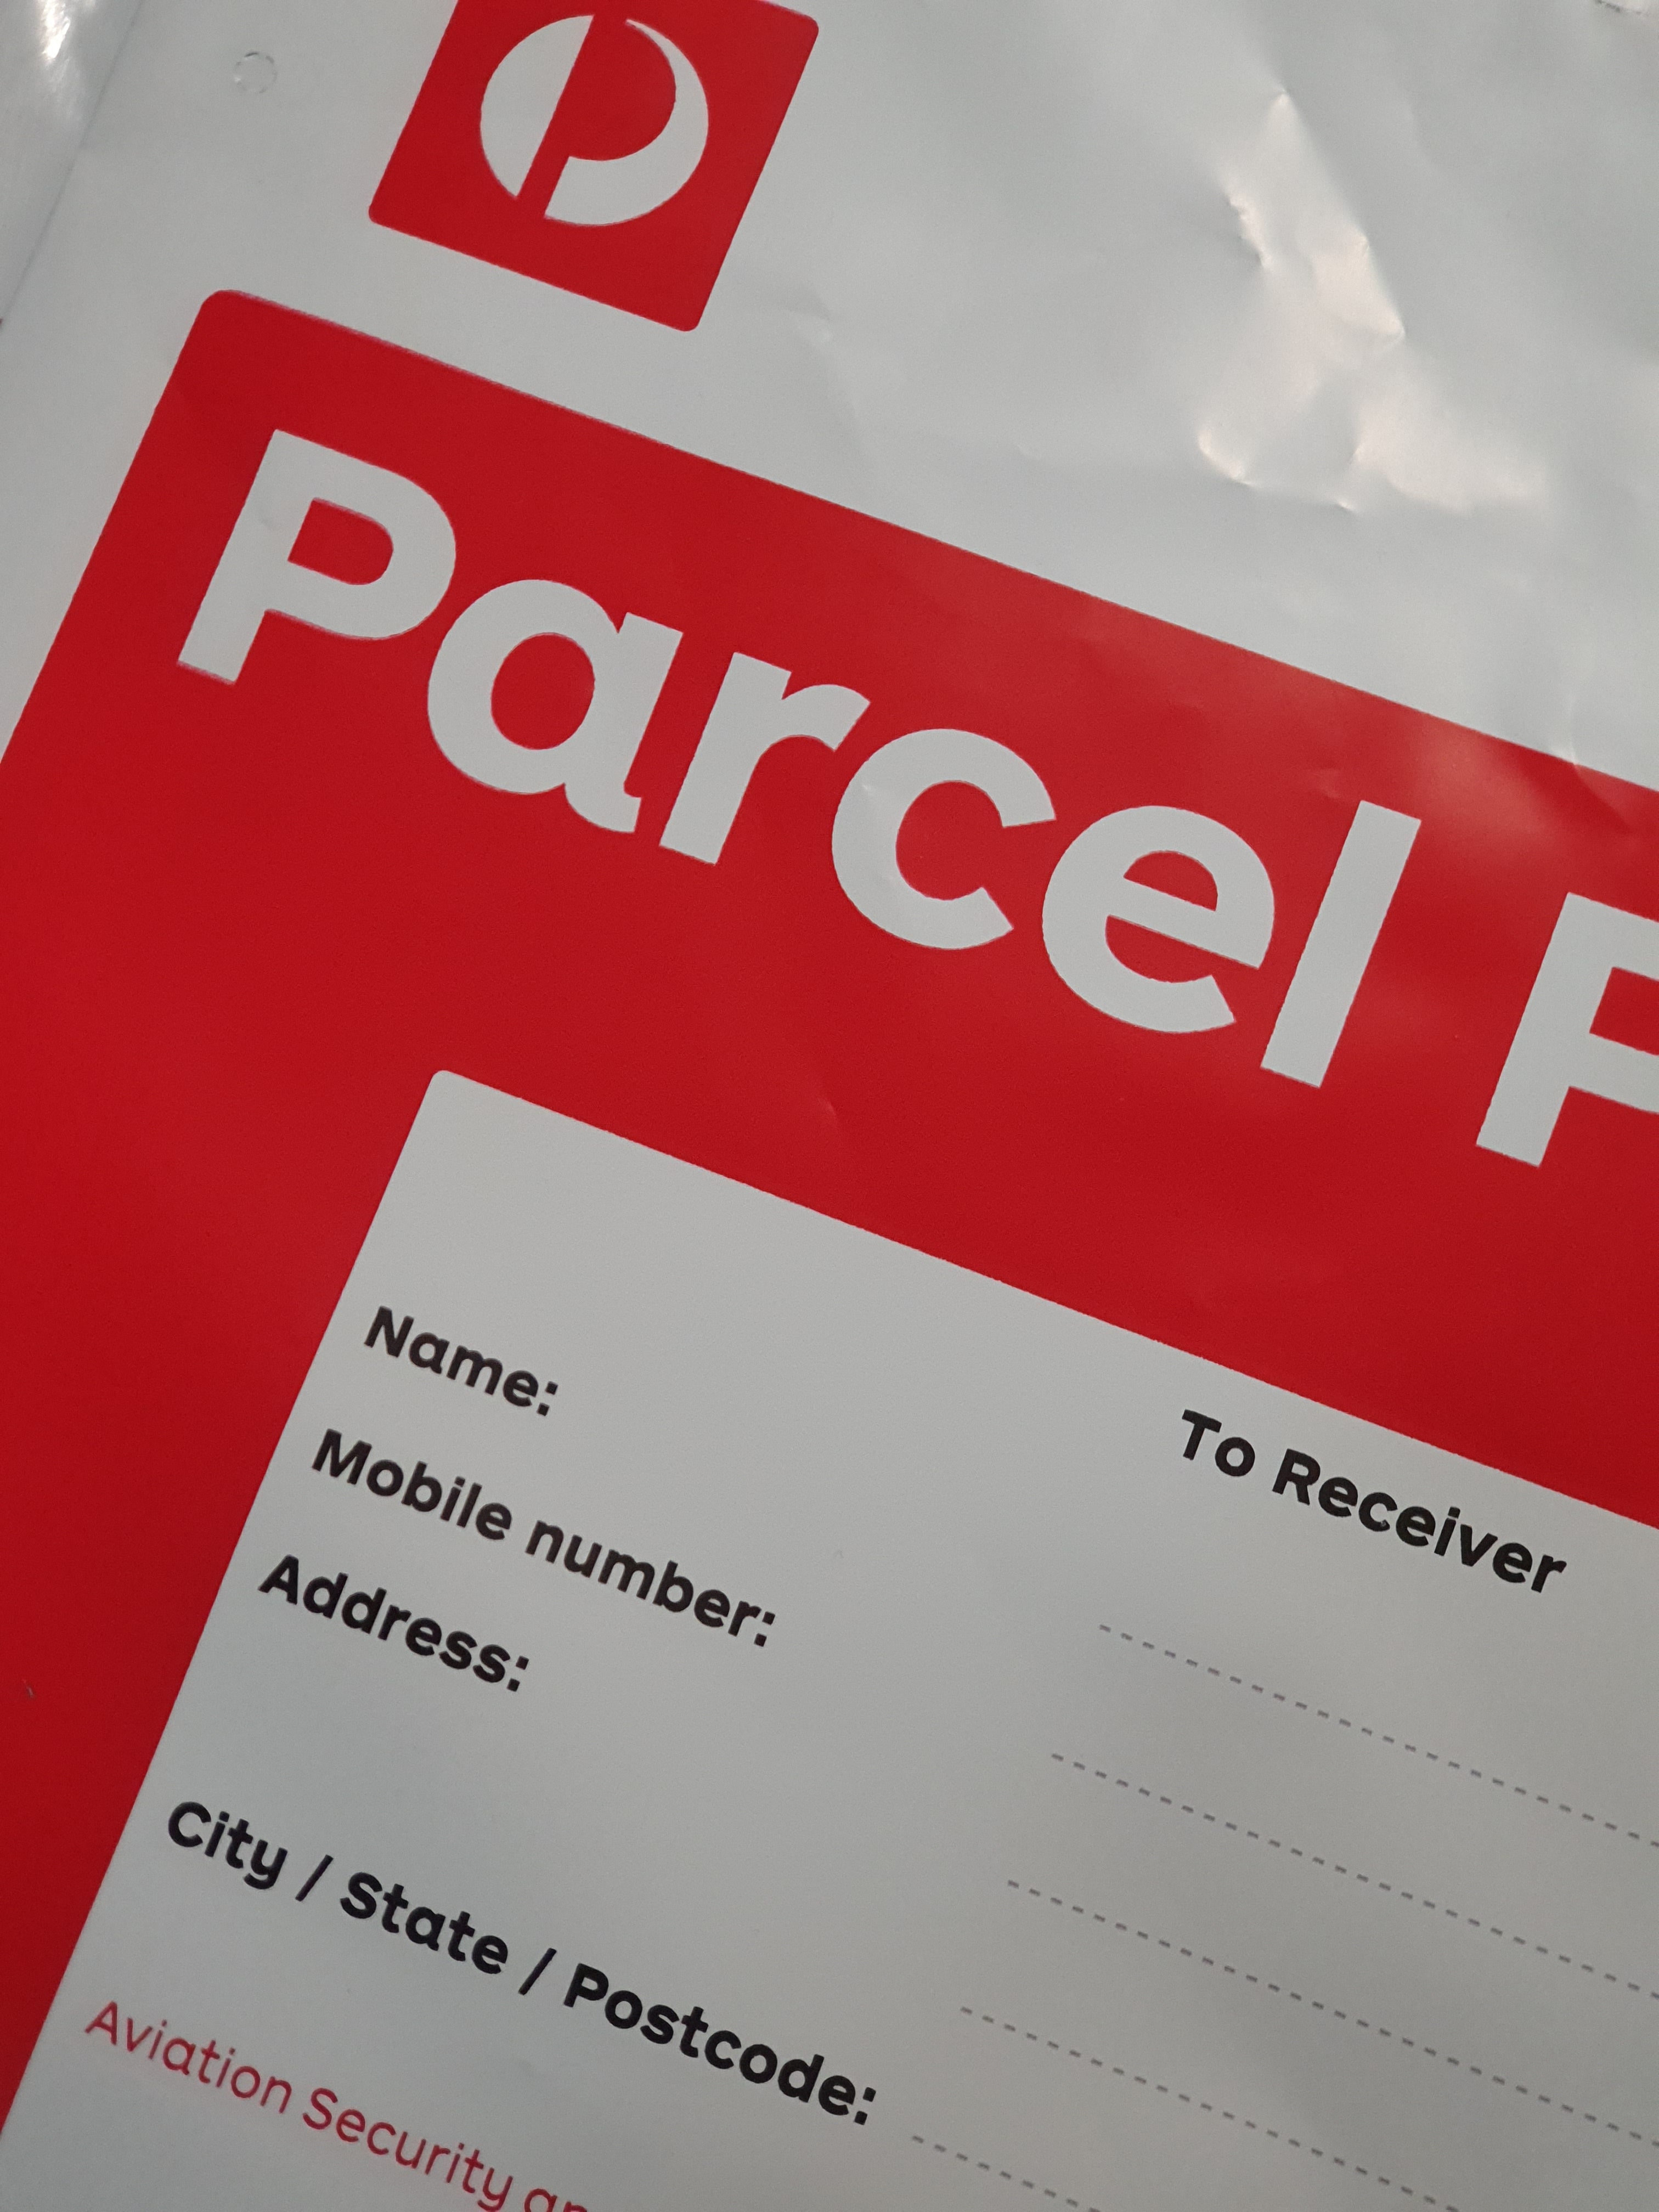 Parcel P
To Receiver
Name:
Mobile number:
Address:
City / State / Postcode:
Aviation Security